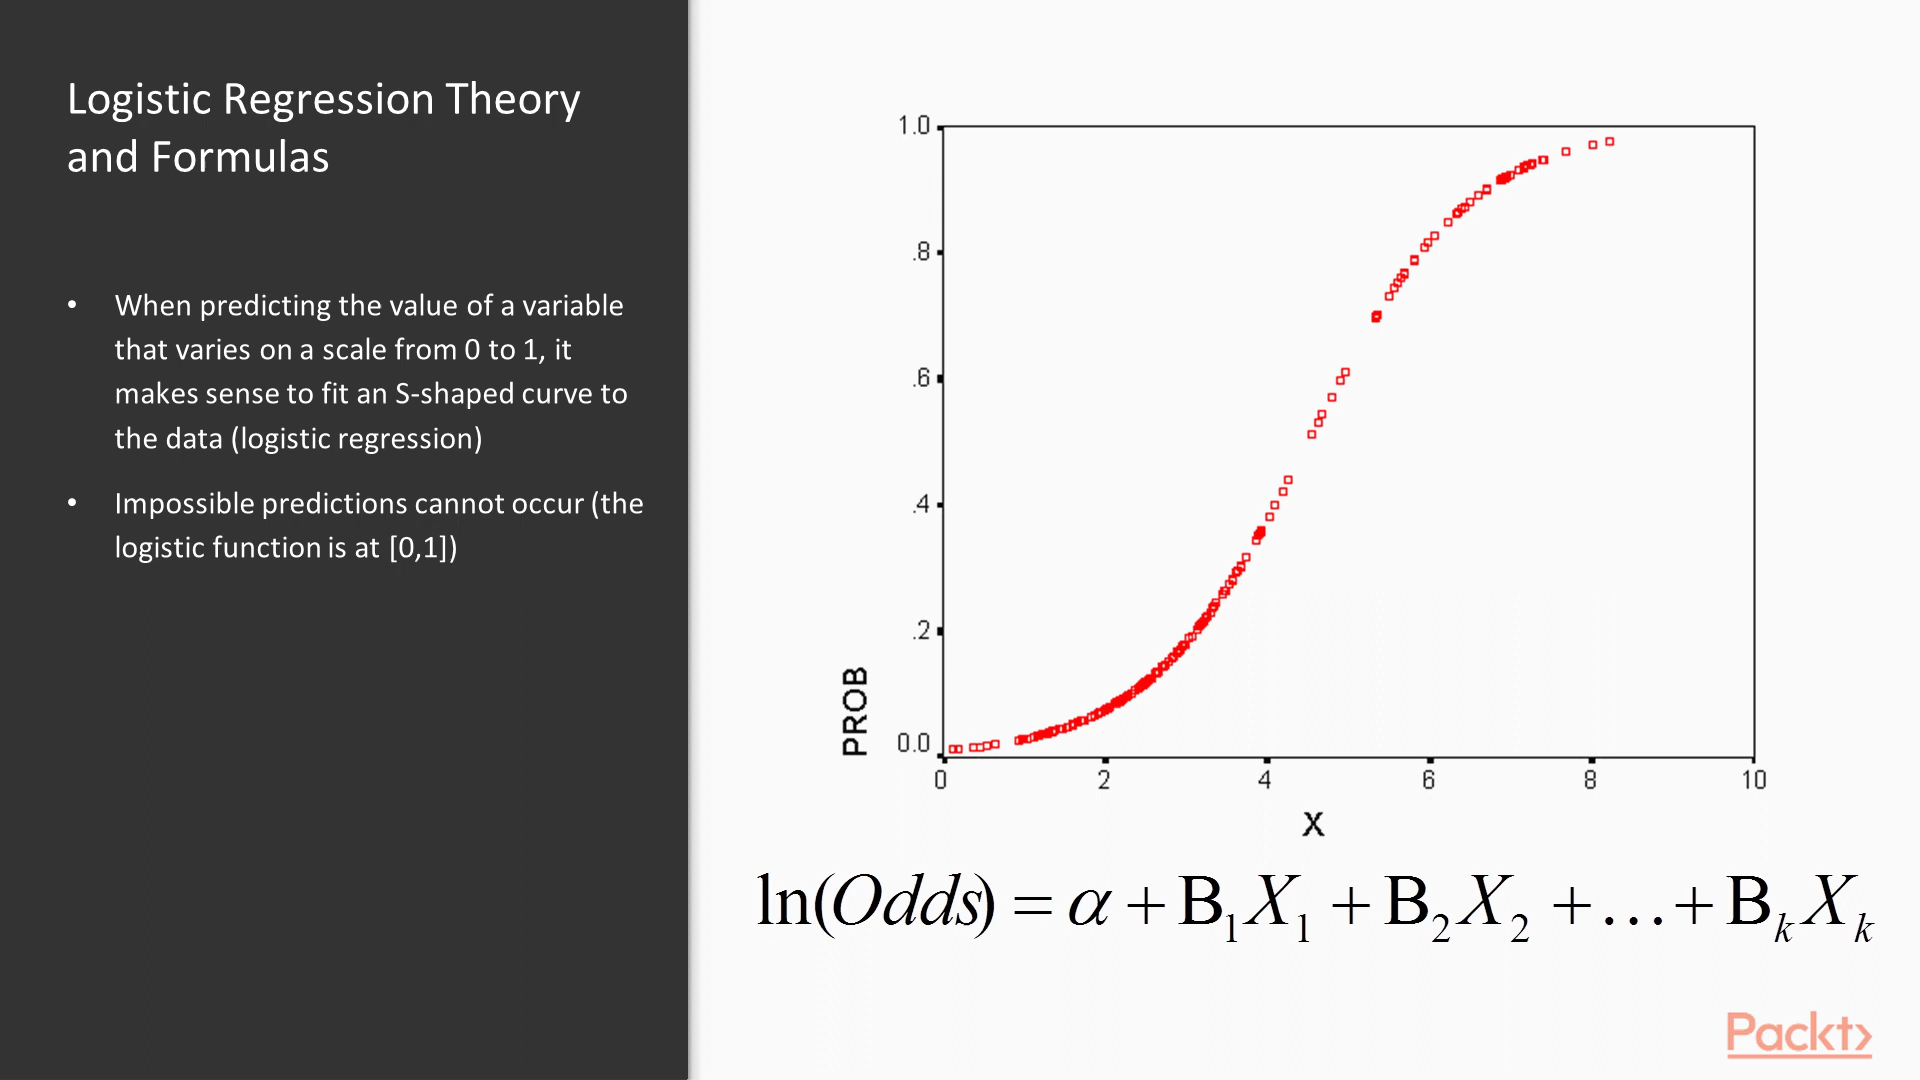 Logistic Regression Theory
and Formulas
• When predicting the value of a variable
that varies on a scale from 0 to 1, it
makes sense to fit an S-shaped curve to
the data (logistic regression)
• Impossible predictions cannot occur (the
logistic function is at [0,1])
1.0
.8
.6
.4
.2
0.0
PROB
0 2 4 6 8 10
X
ln(Odds) = α + B₁X₁ + B₂X₂ + … + BₖXₖ
Packt>